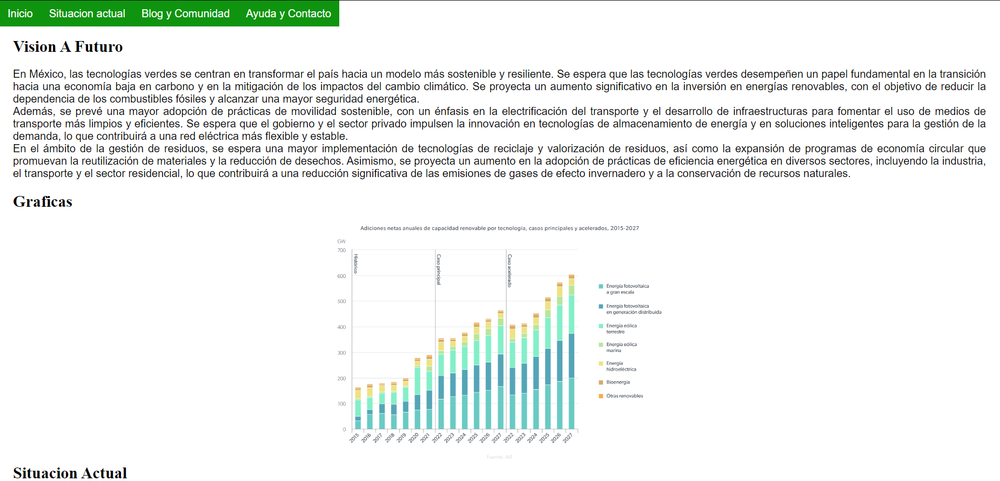 Inicio Situacion actual Blog y Comunidad Ayuda y Contacto
Vision A Futuro
En México, las tecnologías verdes se centran en transformar el país hacia un modelo más sostenible y resiliente. Se espera que las tecnologías verdes desempeñen un papel fundamental en la transición
hacia una economía baja en carbono y en la mitigación de los impactos del cambio climático. Se proyecta un aumento significativo en la inversión en energías renovables, con el objetivo de reducir la
dependencia de los combustibles fósiles y alcanzar una mayor seguridad energética.
Además, se prevé una mayor adopción de prácticas de movilidad sostenible, con un énfasis en la electrificación del transporte y el desarrollo de infraestructuras para fomentar el uso de medios de
transporte más limpios y eficientes. Se espera que el gobierno y el sector privado impulsen la innovación en tecnologías de almacenamiento de energía y en soluciones inteligentes para la gestión de la
demanda, lo que contribuirá a una red eléctrica más flexible y estable.
En el ámbito de la gestión de residuos, se espera una mayor implementación de tecnologías de reciclaje y valorización de residuos, así como la expansión de programas de economía circular que
promuevan la reutilización de materiales y la reducción de desechos. Asimismo, se proyecta un aumento en la adopción de prácticas de eficiencia energética en diversos sectores, incluyendo la industria,
el transporte y el sector residencial, lo que contribuirá a una reducción significativa de las emisiones de gases de efecto invernadero y a la conservación de recursos naturales.
Graficas
Adiciones netas anuales de capacidad renovable por tecnología, casos principales y acelerados, 2015-2027
GW
700
600
500
400
300
200
100
0
Histórico
Caso principal
Caso acelerado
2015 2016 2017 2018 2019 2020 2021 2022 2023 2024 2025 2026 2027 2022 2023 2024 2025 2026 2027
Energía fotovoltaica
a gran escala
Energía fotovoltaica
en generación distribuida
Energía eólica
terrestre
Energía eólica
marina
Energía
hidroeléctrica
Bioenergía
Otras renovables
Fuente: AIE
Situacion Actual